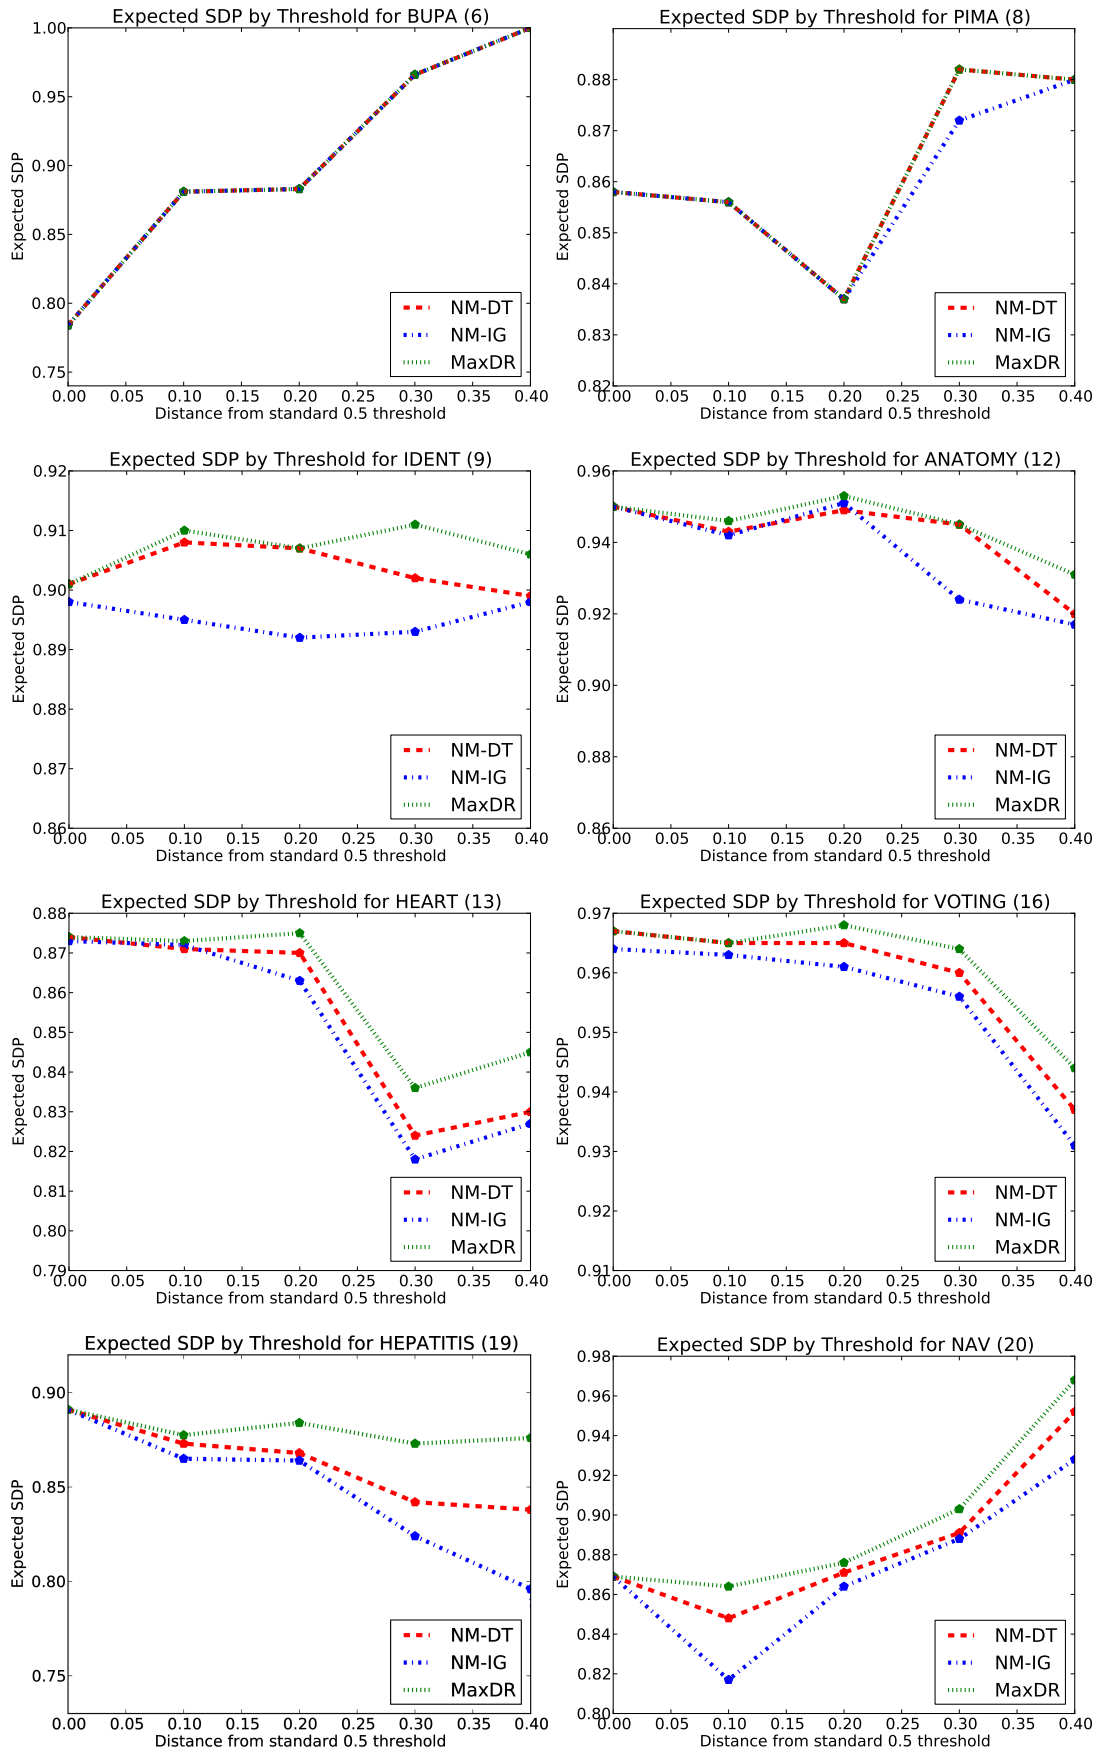 Expected SDP by Threshold for BUPA (6)
1.00
0.95
0.90
0.85
0.80
0.75
Expected SDP
NM-DT
NM-IG
MaxDR
0.00 0.05 0.10 0.15 0.20 0.25 0.30 0.35 0.40
Distance from standard 0.5 threshold
Expected SDP by Threshold for PIMA (8)
0.88
0.87
0.86
0.85
0.84
0.83
0.82
Expected SDP
NM-DT
NM-IG
MaxDR
0.00 0.05 0.10 0.15 0.20 0.25 0.30 0.35 0.40
Distance from standard 0.5 threshold
Expected SDP by Threshold for IDENT (9)
0.92
0.91
0.90
0.89
0.88
0.87
0.86
Expected SDP
NM-DT
NM-IG
MaxDR
0.00 0.05 0.10 0.15 0.20 0.25 0.30 0.35 0.40
Distance from standard 0.5 threshold
Expected SDP by Threshold for ANATOMY (12)
0.96
0.94
0.92
0.90
0.88
0.86
Expected SDP
NM-DT
NM-IG
MaxDR
0.00 0.05 0.10 0.15 0.20 0.25 0.30 0.35 0.40
Distance from standard 0.5 threshold
Expected SDP by Threshold for HEART (13)
0.88
0.87
0.86
0.85
0.84
0.83
0.82
0.81
0.80
0.79
Expected SDP
NM-DT
NM-IG
MaxDR
0.00 0.05 0.10 0.15 0.20 0.25 0.30 0.35 0.40
Distance from standard 0.5 threshold
Expected SDP by Threshold for VOTING (16)
0.97
0.96
0.95
0.94
0.93
0.92
0.91
Expected SDP
NM-DT
NM-IG
MaxDR
0.00 0.05 0.10 0.15 0.20 0.25 0.30 0.35 0.40
Distance from standard 0.5 threshold
Expected SDP by Threshold for HEPATITIS (19)
0.90
0.85
0.80
0.75
Expected SDP
NM-DT
NM-IG
MaxDR
0.00 0.05 0.10 0.15 0.20 0.25 0.30 0.35 0.40
Distance from standard 0.5 threshold
Expected SDP by Threshold for NAV (20)
0.98
0.96
0.94
0.92
0.90
0.88
0.86
0.84
0.82
0.80
Expected SDP
NM-DT
NM-IG
MaxDR
0.00 0.05 0.10 0.15 0.20 0.25 0.30 0.35 0.40
Distance from standard 0.5 threshold